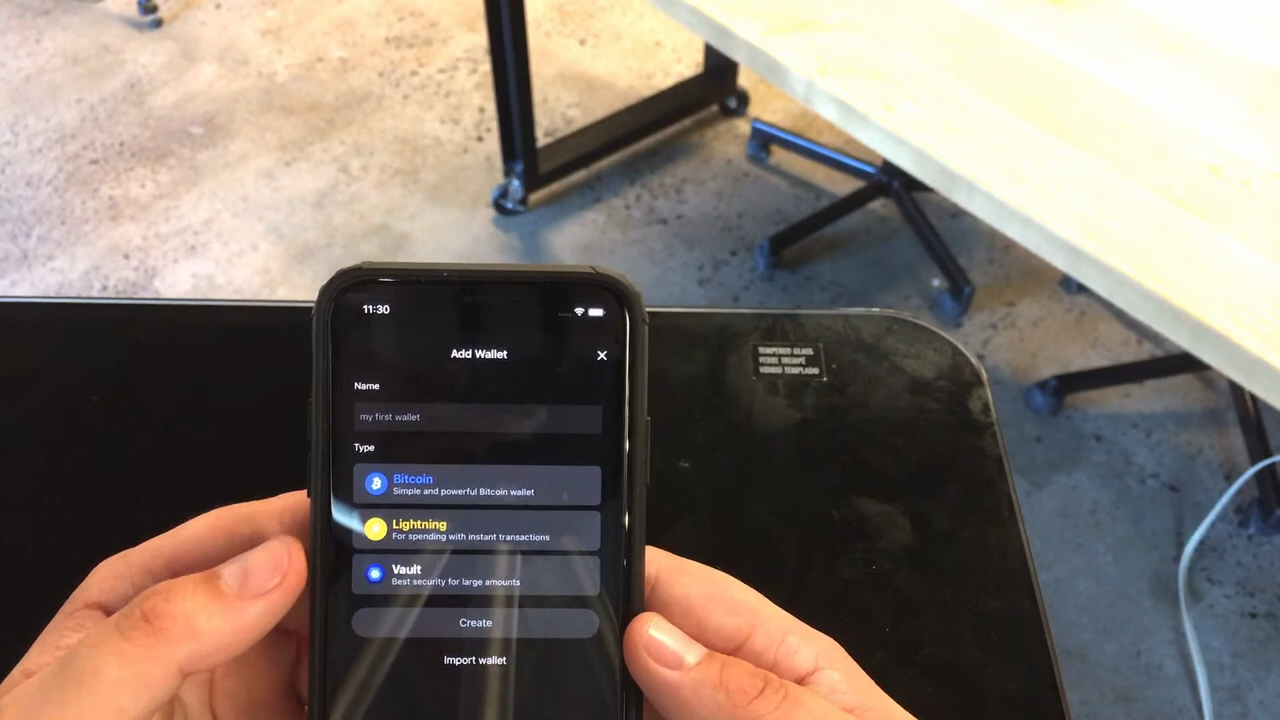 11:30
Add Wallet
Name
my first wallet
Type
Bitcoin
Simple and powerful Bitcoin wallet
Lightning
For spending with instant transactions
Vault
Best security for large amounts
Create
Import wallet
TEMPERED GLASS
VERRE TREMPÉ
VIDRIO TEMPLADO